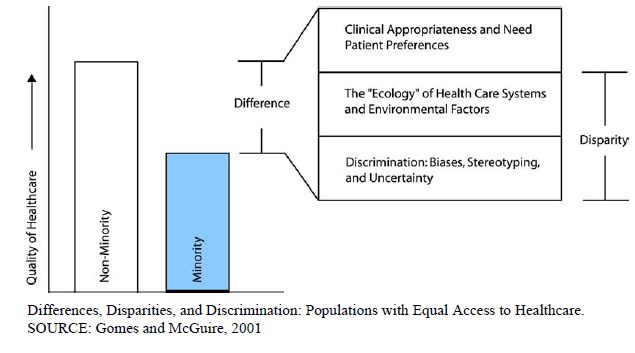 Quality of Healthcare
Non-Minority
Minority
Difference
Clinical Appropriateness and Need
Patient Preferences
The "Ecology" of Health Care Systems
and Environmental Factors
Discrimination: Biases, Stereotyping,
and Uncertainty
Disparity
Differences, Disparities, and Discrimination: Populations with Equal Access to Healthcare.
SOURCE: Gomes and McGuire, 2001